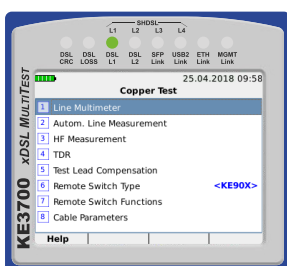 SHDSL
L1 L2 L3 L4
DSL CRC DSL LOSS DSL L1 DSL L2 SFP Link USB2 Link ETH Link MGMT Link
KE3700 xDSL MULTITEST
25.04.2018 09:58
Copper Test
1 Line Multimeter
2 Autom. Line Measurement
3 HF Measurement
4 TDR
5 Test Lead Compensation
6 Remote Switch Type <KE90X>
7 Remote Switch Functions
8 Cable Parameters
Help